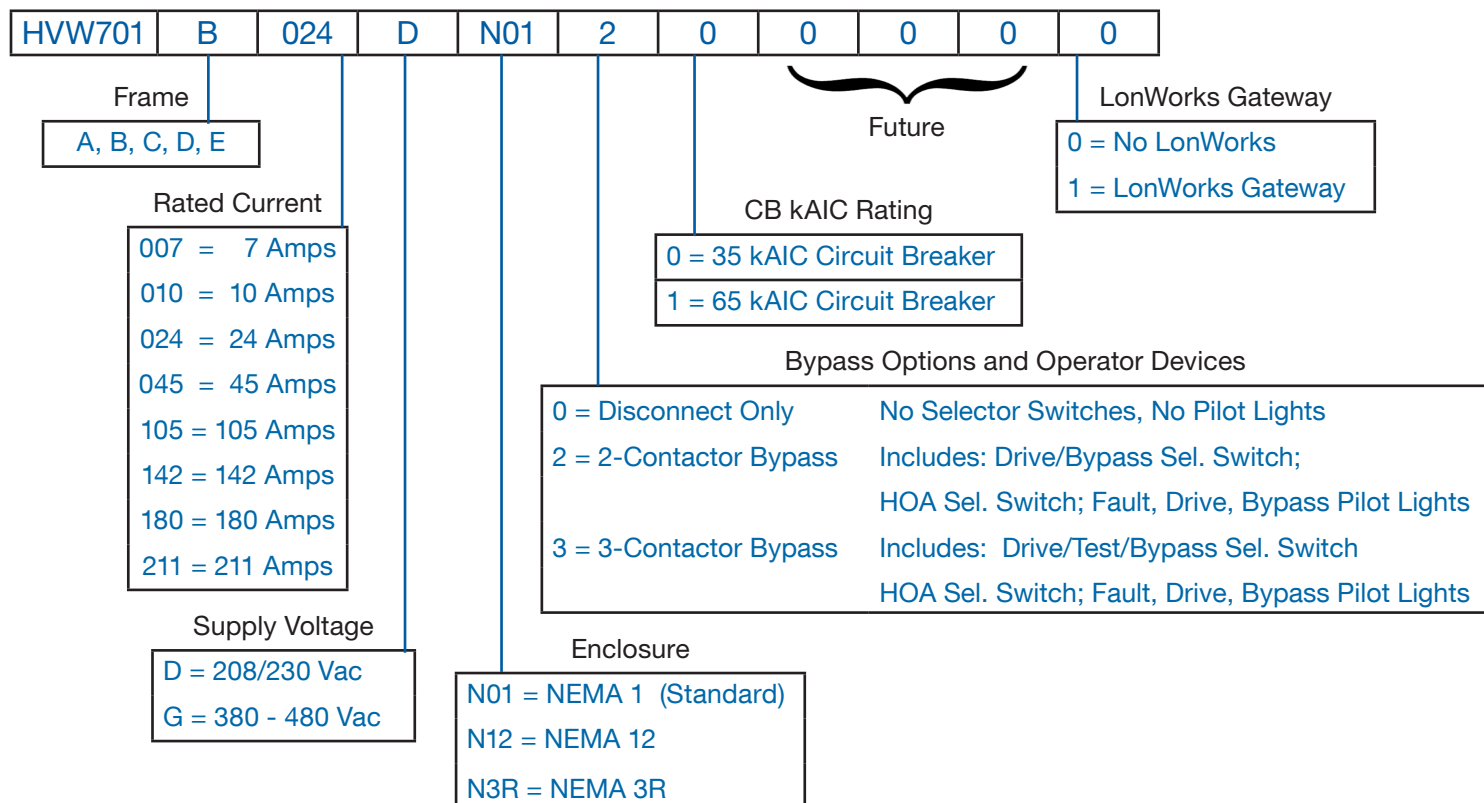 HVW701 B 024 D N01 2 0 0 0 0 0
Frame
A, B, C, D, E
Rated Current
007 = 7 Amps
010 = 10 Amps
024 = 24 Amps
045 = 45 Amps
105 = 105 Amps
142 = 142 Amps
180 = 180 Amps
211 = 211 Amps
Supply Voltage
D = 208/230 Vac
G = 380 - 480 Vac
Enclosure
N01 = NEMA 1 (Standard)
N12 = NEMA 12
N3R = NEMA 3R
Bypass Options and Operator Devices
0 = Disconnect Only No Selector Switches, No Pilot Lights
2 = 2-Contactor Bypass Includes: Drive/Bypass Sel. Switch;
HOA Sel. Switch; Fault, Drive, Bypass Pilot Lights
3 = 3-Contactor Bypass Includes: Drive/Test/Bypass Sel. Switch
HOA Sel. Switch; Fault, Drive, Bypass Pilot Lights
CB kAIC Rating
0 = 35 kAIC Circuit Breaker
1 = 65 kAIC Circuit Breaker
Future
LonWorks Gateway
0 = No LonWorks
1 = LonWorks Gateway